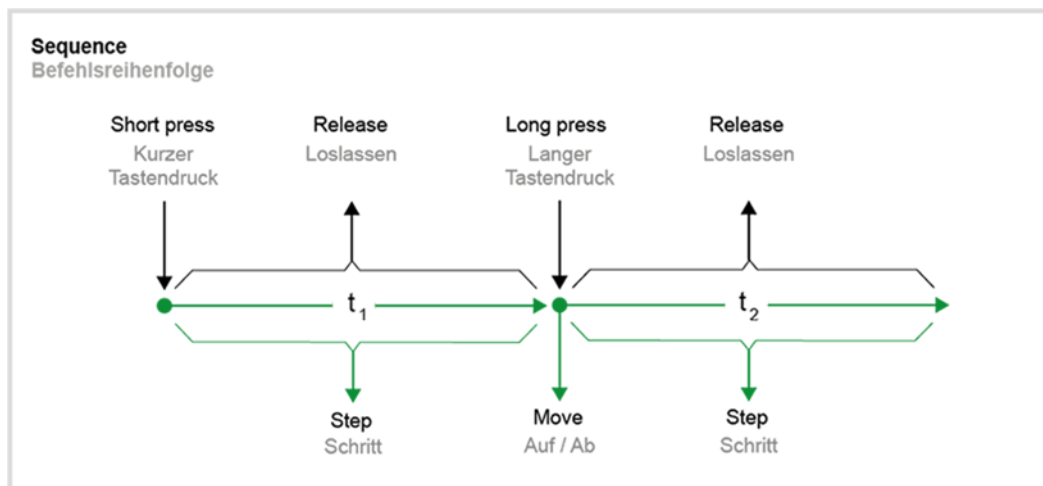 Sequence
Befehlsreihenfolge
Short press
Kurzer
Tastendruck
Release
Loslassen
Long press
Langer
Tastendruck
Release
Loslassen
t1
t2
Step
Schritt
Move
Auf / Ab
Step
Schritt